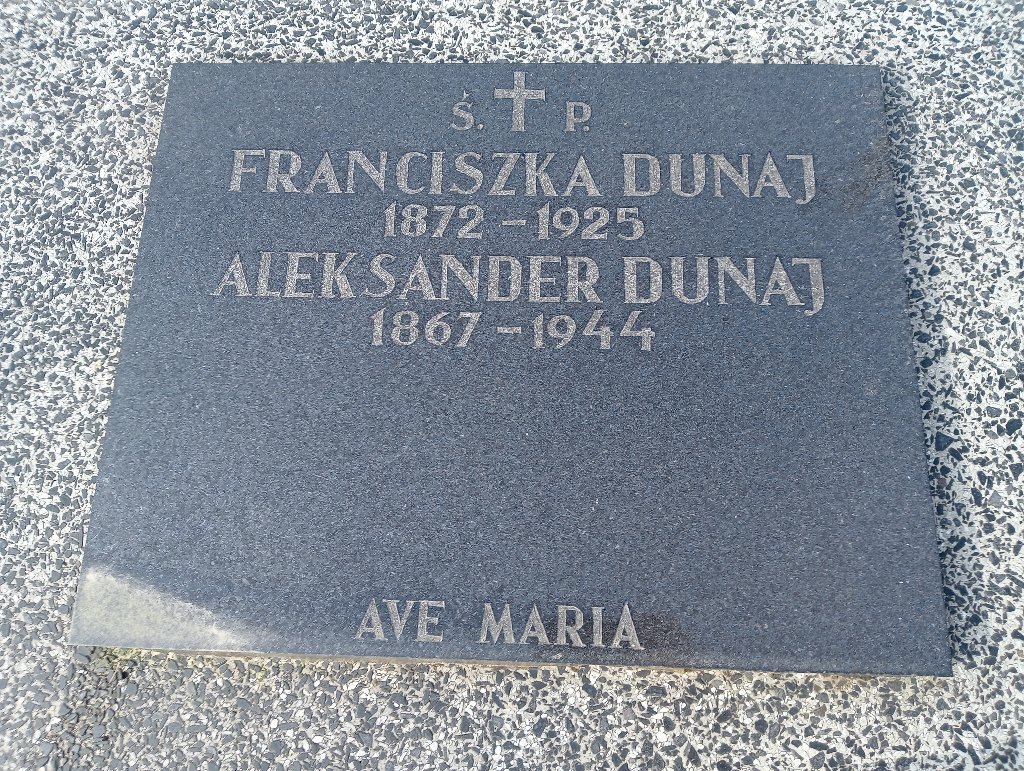 Ś. P.
FRANCISZKA DUNAJ
1872 - 1925
ALEKSANDER DUNAJ
1867 - 1944
AVE MARIA